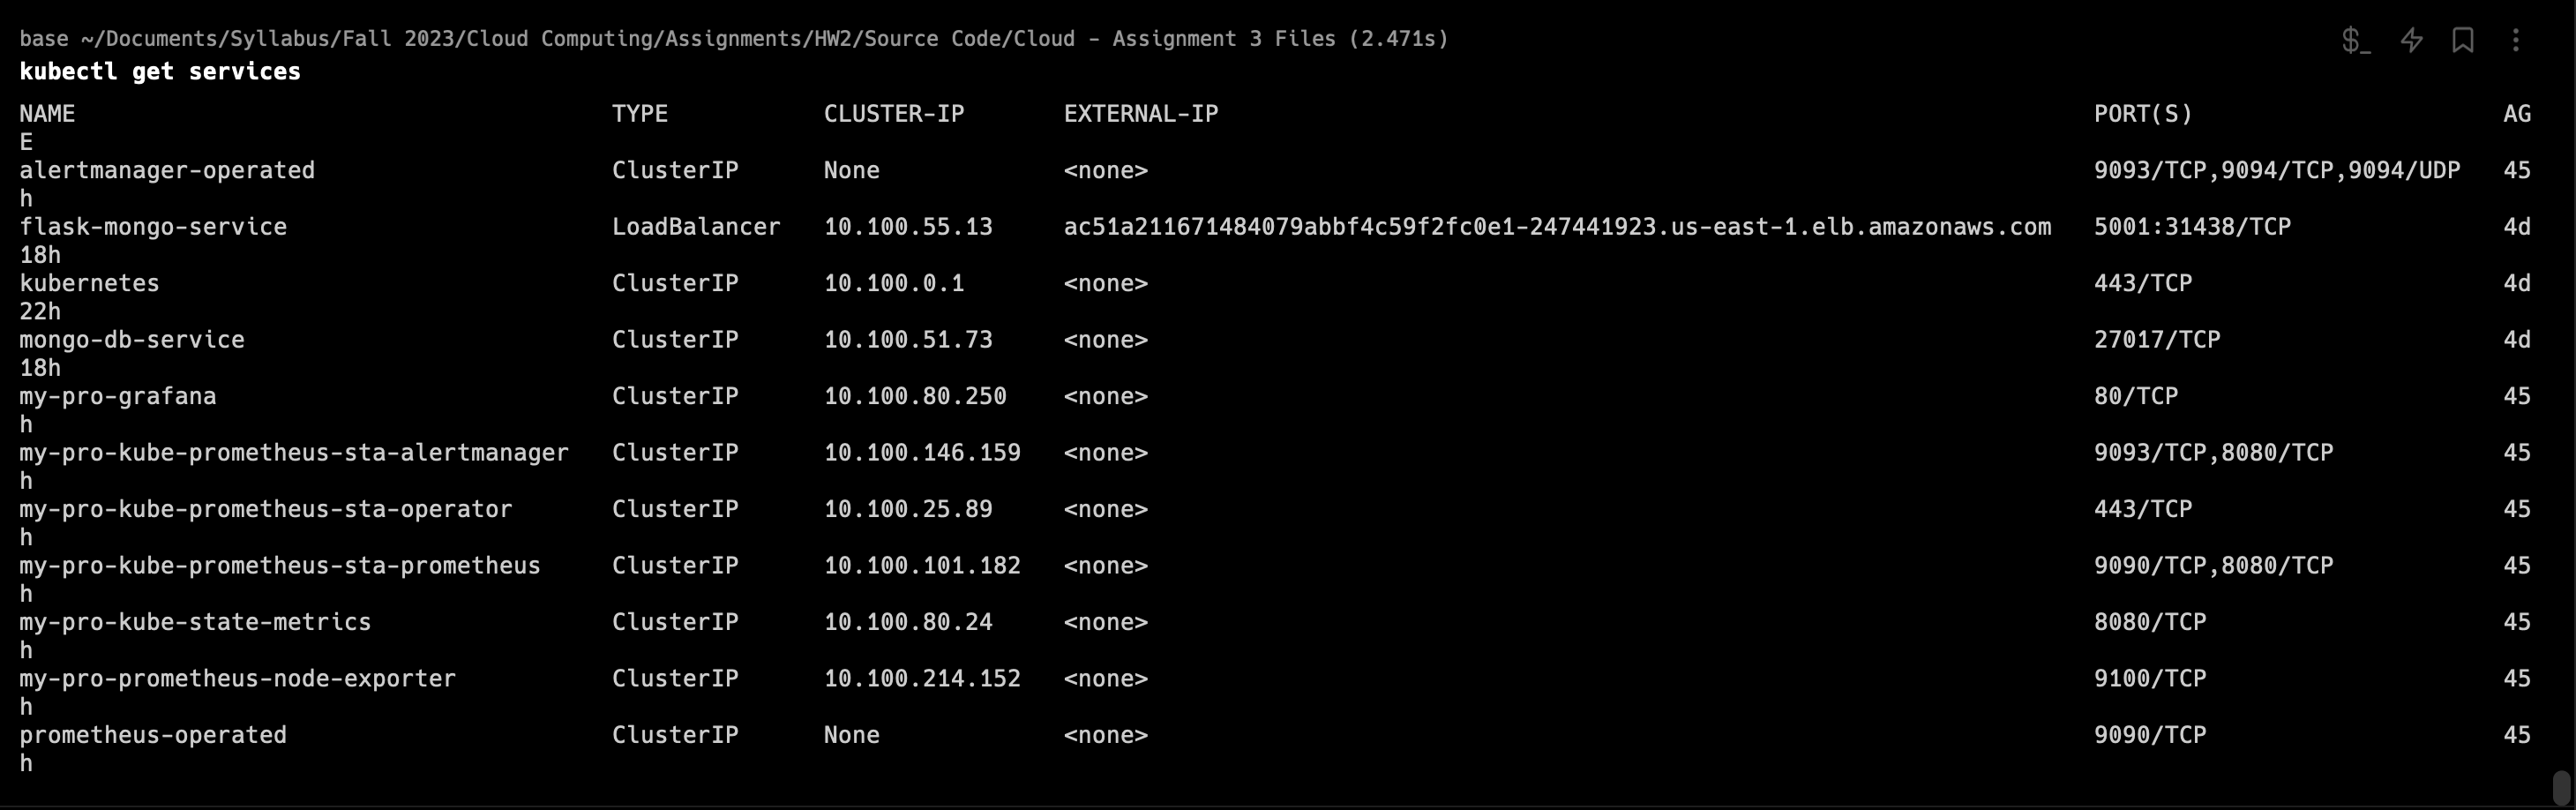 base ~/Documents/Syllabus/Fall 2023/Cloud Computing/Assignments/HW2/Source Code/Cloud - Assignment 3 Files (2.471s) $_
kubectl get services
NAME TYPE CLUSTER-IP EXTERNAL-IP PORT(S) AG
E
alertmanager-operated ClusterIP None <none> 9093/TCP,9094/TCP,9094/UDP 45
h
flask-mongo-service LoadBalancer 10.100.55.13 ac51a211671484079abbf4c59f2fc0e1-247441923.us-east-1.elb.amazonaws.com 5001:31438/TCP 4d
18h
kubernetes ClusterIP 10.100.0.1 <none> 443/TCP 4d
22h
mongo-db-service ClusterIP 10.100.51.73 <none> 27017/TCP 4d
18h
my-pro-grafana ClusterIP 10.100.80.250 <none> 80/TCP 45
h
my-pro-kube-prometheus-sta-alertmanager ClusterIP 10.100.146.159 <none> 9093/TCP,8080/TCP 45
h
my-pro-kube-prometheus-sta-operator ClusterIP 10.100.25.89 <none> 443/TCP 45
h
my-pro-kube-prometheus-sta-prometheus ClusterIP 10.100.101.182 <none> 9090/TCP,8080/TCP 45
h
my-pro-kube-state-metrics ClusterIP 10.100.80.24 <none> 8080/TCP 45
h
my-pro-prometheus-node-exporter ClusterIP 10.100.214.152 <none> 9100/TCP 45
h
prometheus-operated ClusterIP None <none> 9090/TCP 45
h